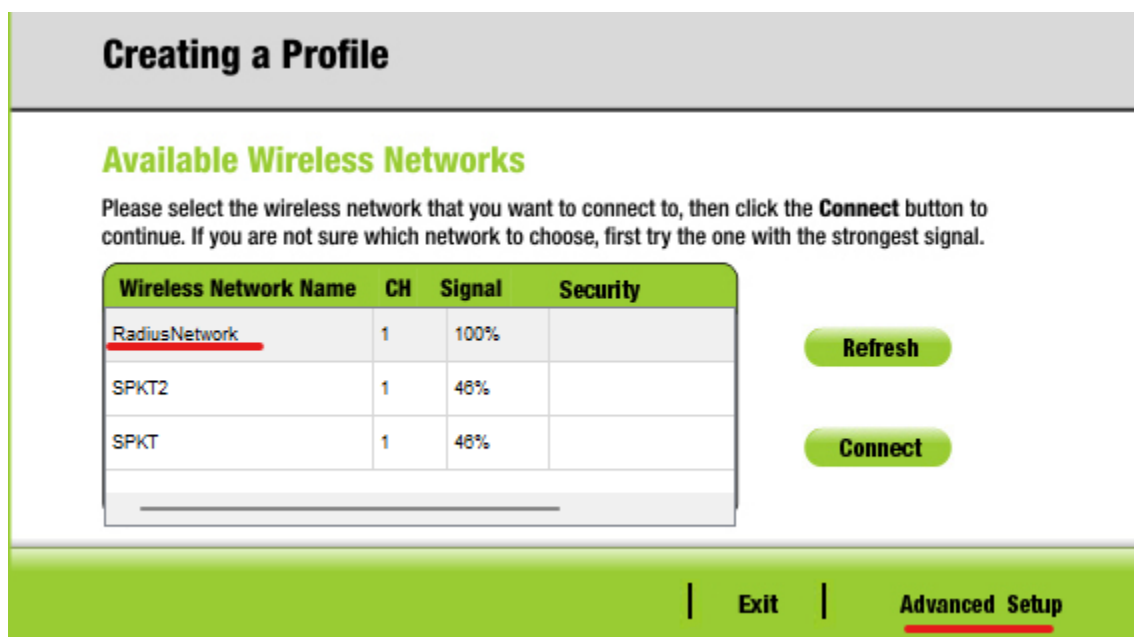 Creating a Profile
Available Wireless Networks
Please select the wireless network that you want to connect to, then click the Connect button to
continue. If you are not sure which network to choose, first try the one with the strongest signal.
Wireless Network Name CH Signal Security
RadiusNetwork 1 100%
Refresh
SPKT2 1 46%
SPKT 1 46%
Connect
Exit Advanced Setup